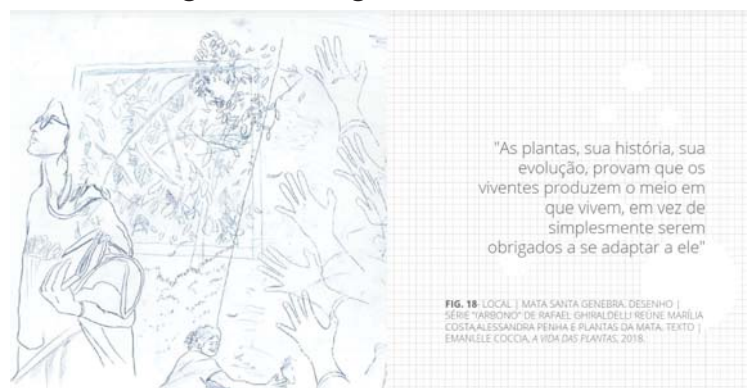 "As plantas, sua história, sua
evolução, provam que os
viventes produzem o meio em
que vivem, em vez de
simplesmente serem
obrigados a se adaptar a ele"
FIG. 18- LOCAL | MATA SANTA GENEBRA. DESENHO |
SÉRIE "IARBONO" DE RAFAEL GHIRALDELLI REÚNE MARÍLIA
COSTA,ALESSANDRA PENHA E PLANTAS DA MATA. TEXTO |
EMANUELE COCCIA, A VIDA DAS PLANTAS, 2018.